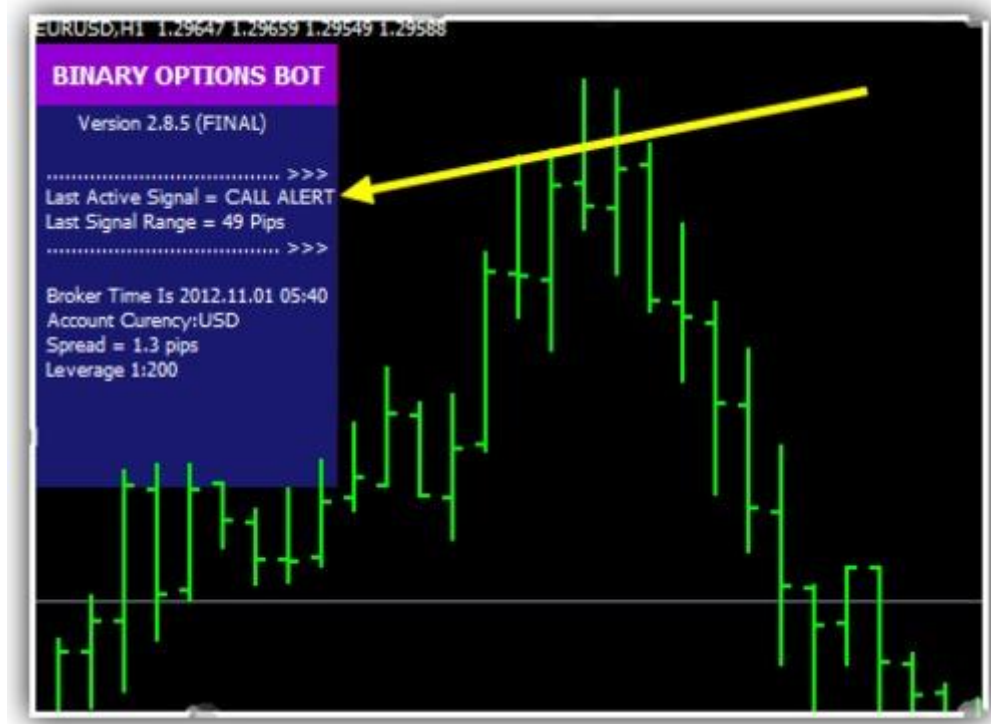 EURUSD,H1 1.29647 1.29659 1.29549 1.29588
BINARY OPTIONS BOT
Version 2.8.5 (FINAL)
...................................... >>>
Last Active Signal = CALL ALERT
Last Signal Range = 49 Pips
...................................... >>>
Broker Time Is 2012.11.01 05:40
Account Curency:USD
Spread = 1.3 pips
Leverage 1:200